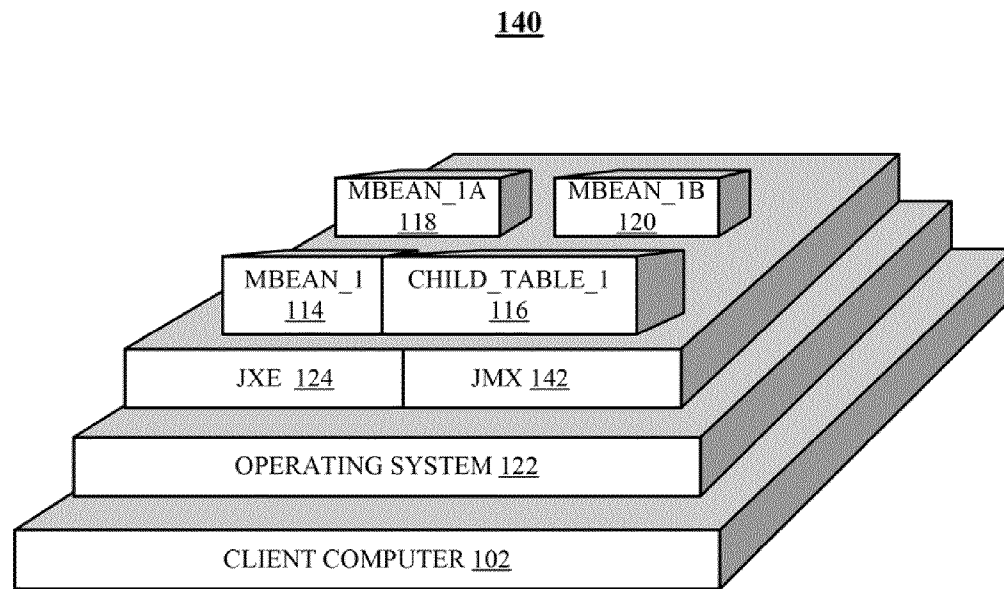 140
MBEAN_1A
118
MBEAN_1B
120
MBEAN_1
114
CHILD_TABLE_1
116
JXE 124
JMX 142
OPERATING SYSTEM 122
CLIENT COMPUTER 102